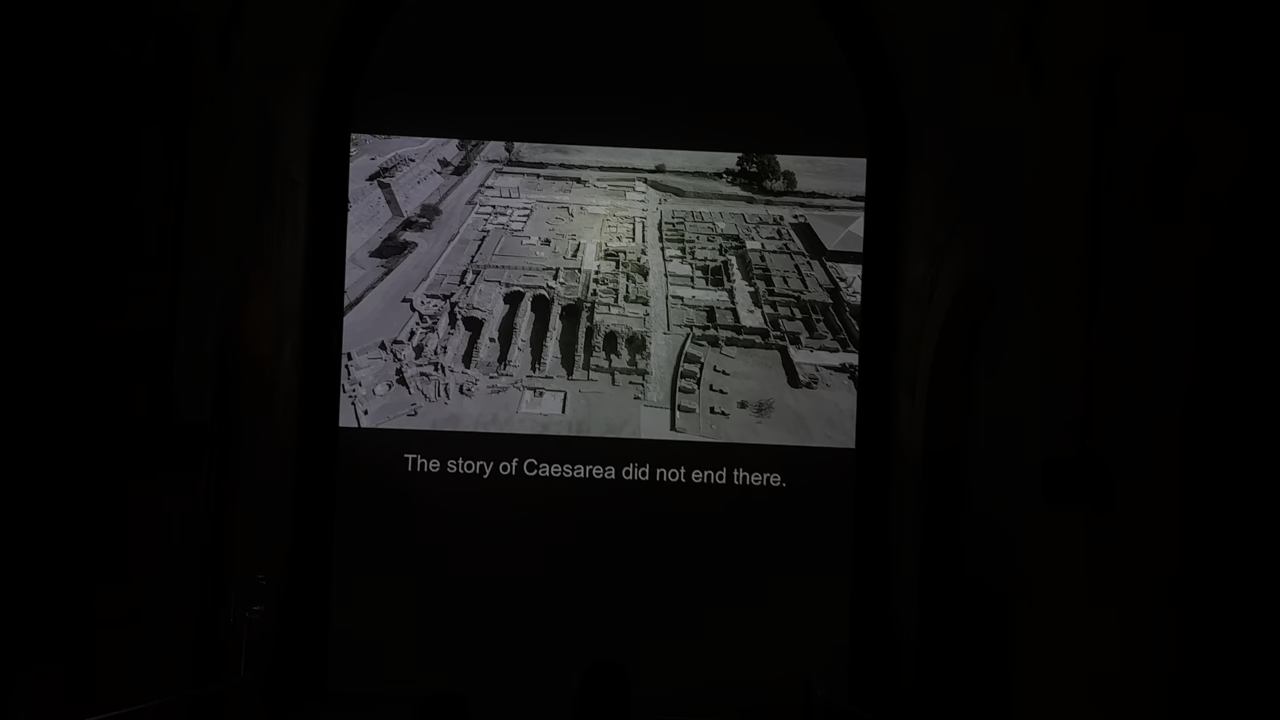 The story of Caesarea did not end there.